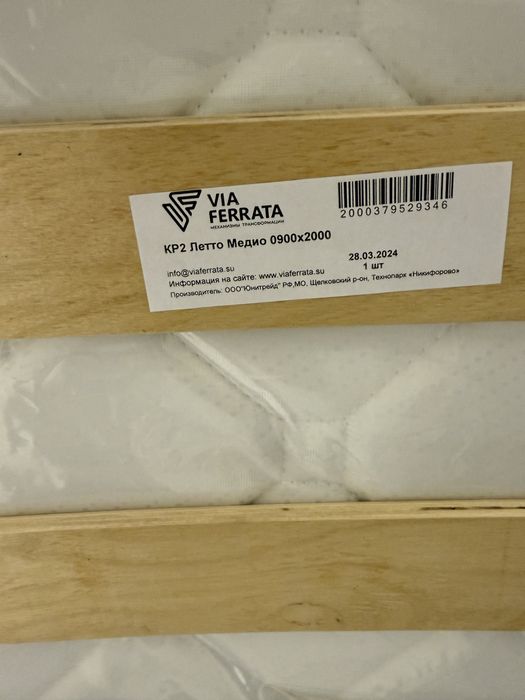 VIA
FERRATA
МЕХАНИЗМЫ ТРАНСФОРМАЦИИ
2000379529346
КР2 Летто Медио 0900х2000
28.03.2024
1 шт
info@viaferrata.su
Информация на сайте: www.viaferrata.su
Производитель: ООО"Юнитрейд" РФ,МО, Щелковский р-он, Технопарк «Никифорово»